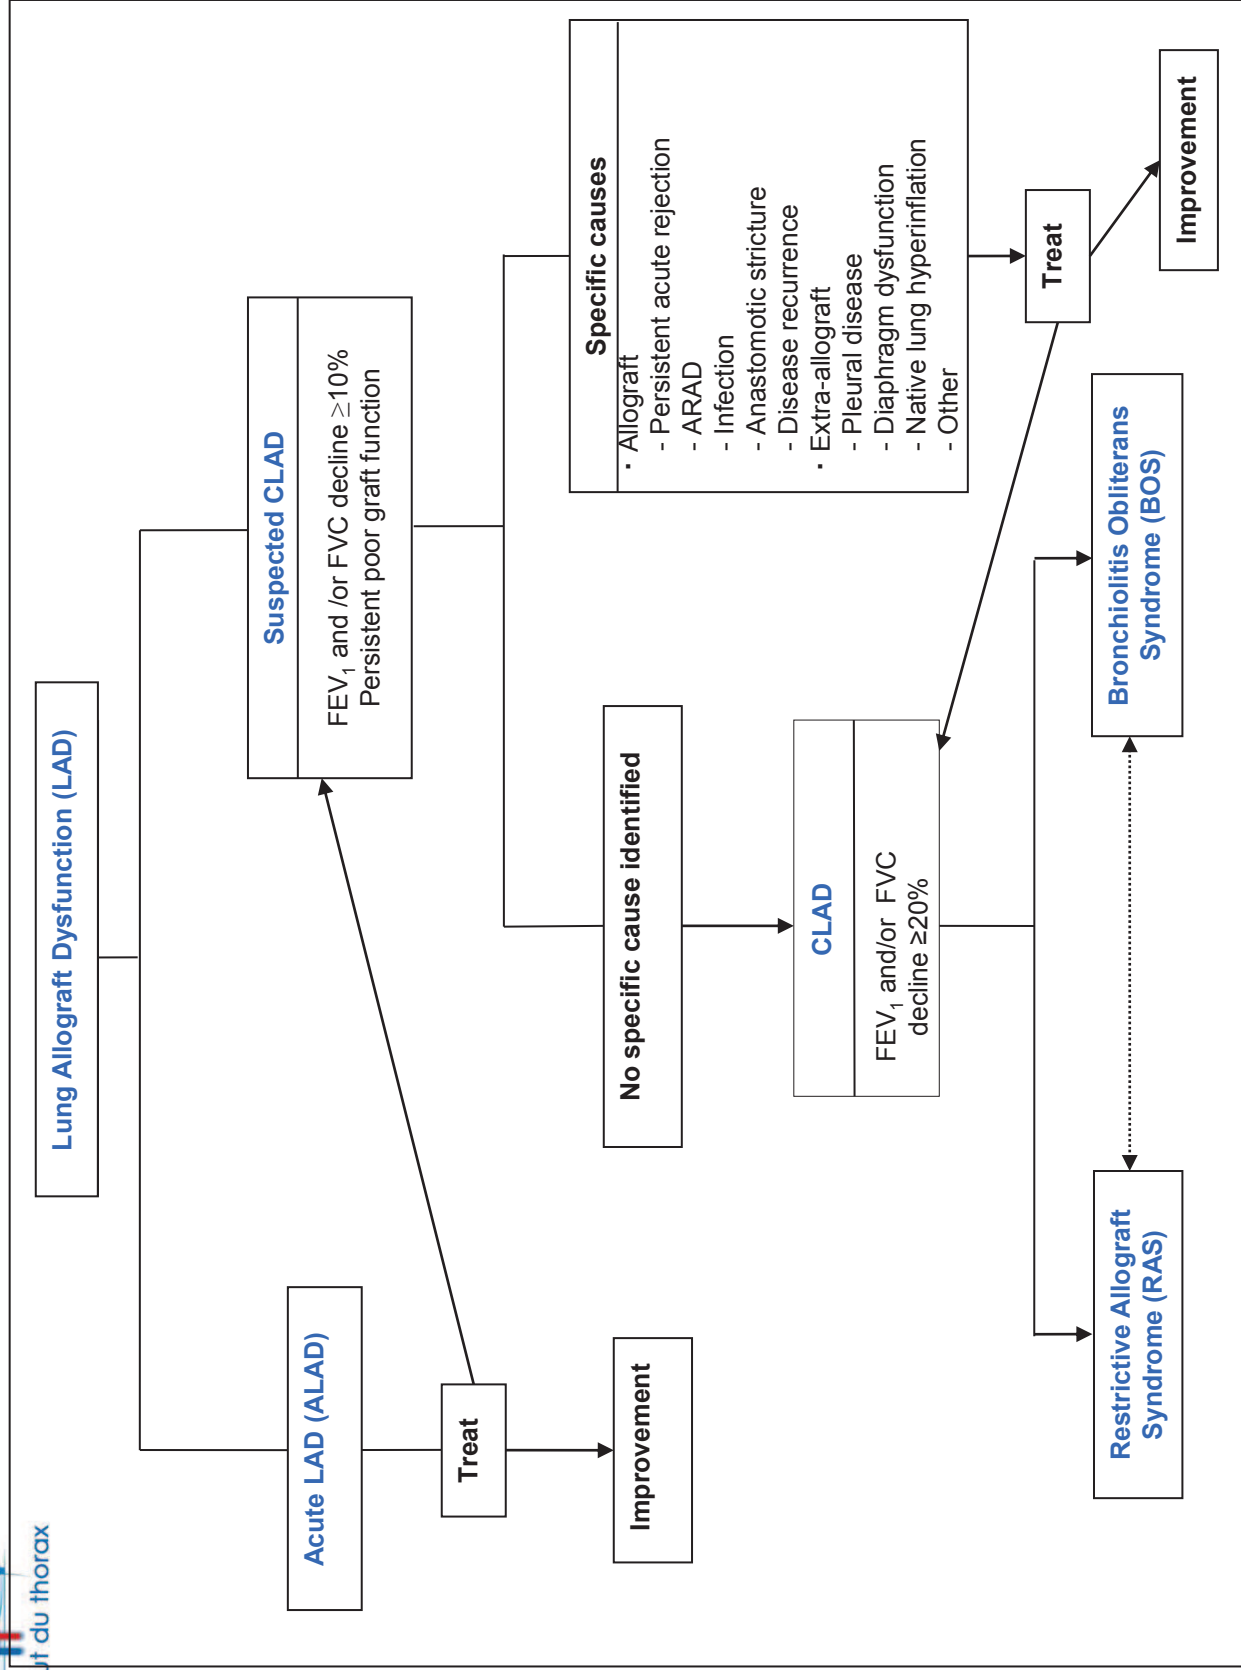 ut du thorax
Lung Allograft Dysfunction (LAD)
Acute LAD (ALAD)
Suspected CLAD
FEV₁ and /or FVC decline ≥10%
Persistent poor graft function
Treat
Improvement
No specific cause identified
Specific causes
· Allograft
- Persistent acute rejection
- ARAD
- Infection
- Anastomotic stricture
- Disease recurrence
· Extra-allograft
- Pleural disease
- Diaphragm dysfunction
- Native lung hyperinflation
- Other
CLAD
FEV₁ and/or FVC
decline ≥20%
Treat
Improvement
Restrictive Allograft
Syndrome (RAS)
Bronchiolitis Obliterans
Syndrome (BOS)